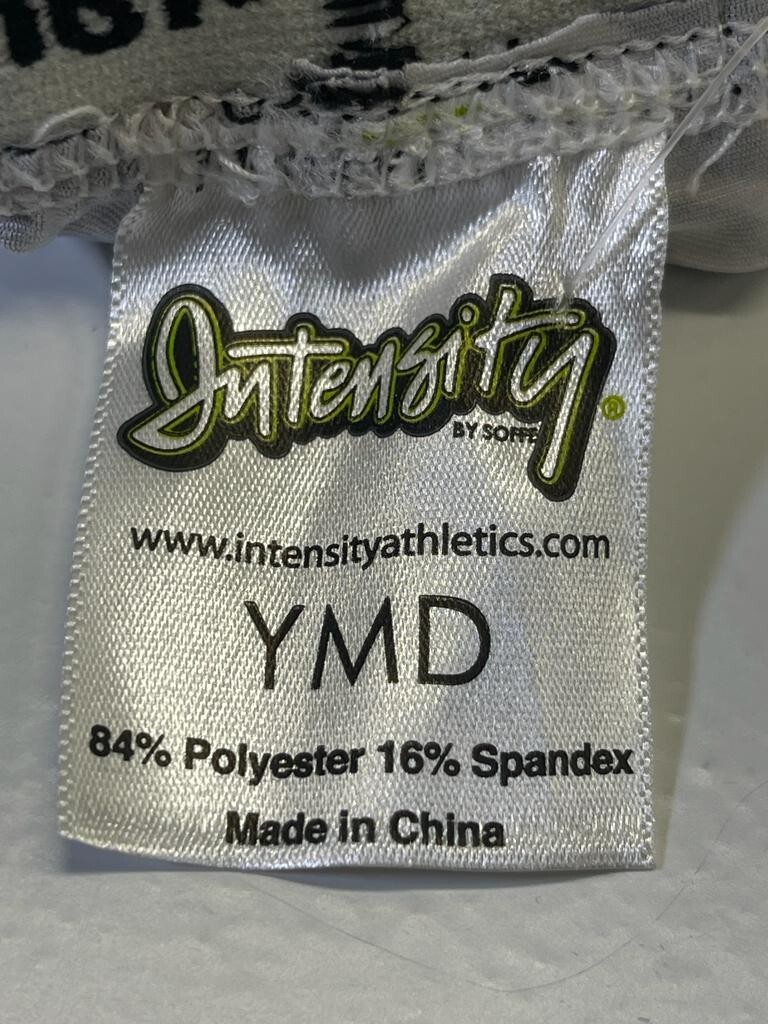 Intensity®
BY SOFFE
www.intensityathletics.com
YMD
84% Polyester 16% Spandex
Made in China